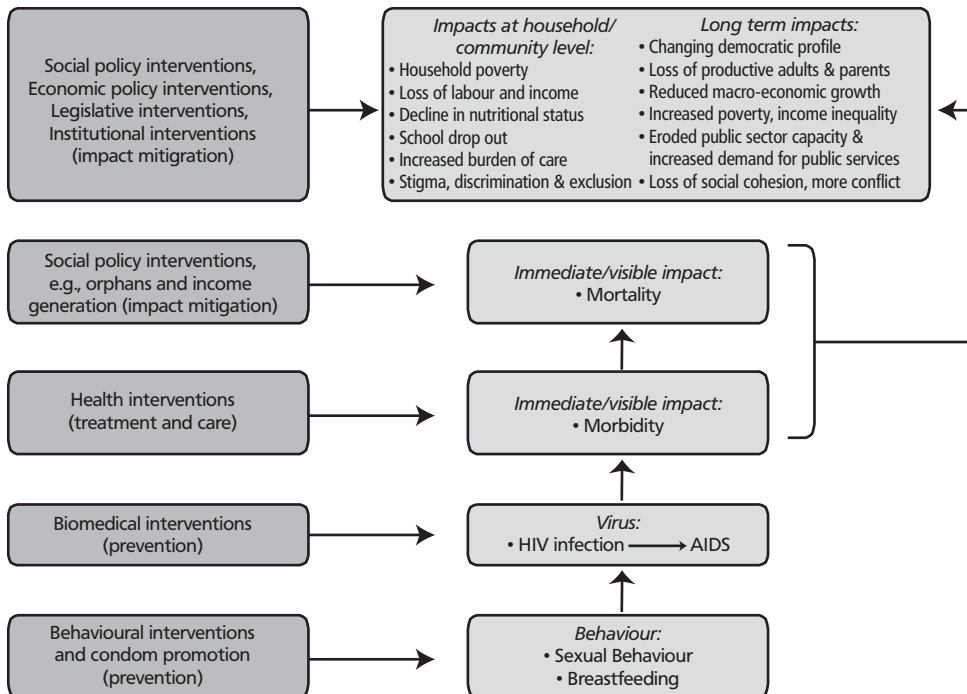 Social policy interventions,
Economic policy interventions,
Legislative interventions,
Institutional interventions
(impact mitigration)
Impacts at household/
community level:
• Household poverty
• Loss of labour and income
• Decline in nutritional status
• School drop out
• Increased burden of care
• Stigma, discrimination & exclusion
Long term impacts:
• Changing democratic profile
• Loss of productive adults & parents
• Reduced macro-economic growth
• Increased poverty, income inequality
• Eroded public sector capacity &
increased demand for public services
• Loss of social cohesion, more conflict
Social policy interventions,
e.g., orphans and income
generation (impact mitigation)
Immediate/visible impact:
• Mortality
Health interventions
(treatment and care)
Immediate/visible impact:
• Morbidity
Biomedical interventions
(prevention)
Virus:
• HIV infection → AIDS
Behavioural interventions
and condom promotion
(prevention)
Behaviour:
• Sexual Behaviour
• Breastfeeding